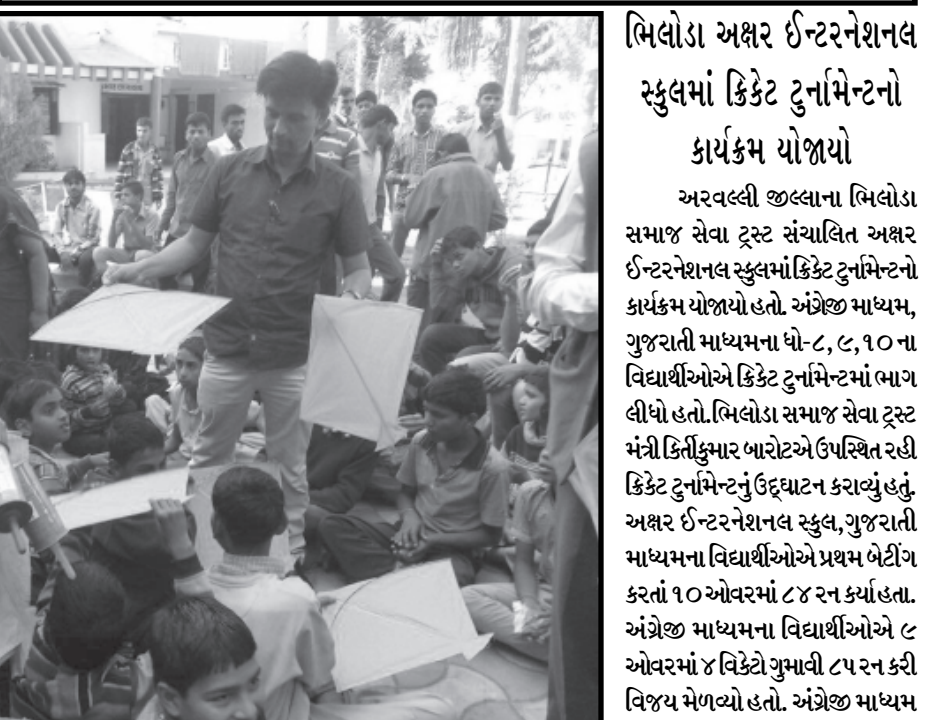 ભિલોડા અક્ષર ઈન્ટરનેશનલ
સ્કુલમાં ક્રિકેટ ટુર્નામેન્ટનો
કાર્યક્રમ યોજાયો
અરવલ્લી જીલ્લાના ભિલોડા
સમાજ સેવા ટ્રસ્ટ સંચાલિત અક્ષર
ઈન્ટરનેશનલ સ્કુલમાં ક્રિકેટ ટુર્નામેન્ટનો
કાર્યક્રમ યોજાયો હતો. અંગ્રેજી માધ્યમ,
ગુજરાતી માધ્યમના ધો-૮, ૯, ૧૦ ના
વિદ્યાર્થીઓએ ક્રિકેટ ટુર્નામેન્ટમાં ભાગ
લીધો હતો. ભિલોડા સમાજ સેવા ટ્રસ્ટ
મંત્રી કિર્તીકુમાર બારોટએ ઉપસ્થિત રહી
ક્રિકેટ ટુર્નામેન્ટનું ઉદ્દઘાટન કરાવ્યું હતું.
અક્ષર ઈન્ટરનેશનલ સ્કુલ, ગુજરાતી
માધ્યમના વિદ્યાર્થીઓએ પ્રથમ બેટીંગ
કરતાં ૧૦ ઓવરમાં ૮૪ રન કર્યા હતા.
અંગ્રેજી માધ્યમના વિદ્યાર્થીઓએ ૯
ઓવરમાં ૪ વિકેટો ગુમાવી ૮૫ રન કરી
વિજય મેળવ્યો હતો. અંગ્રેજી માધ્યમ